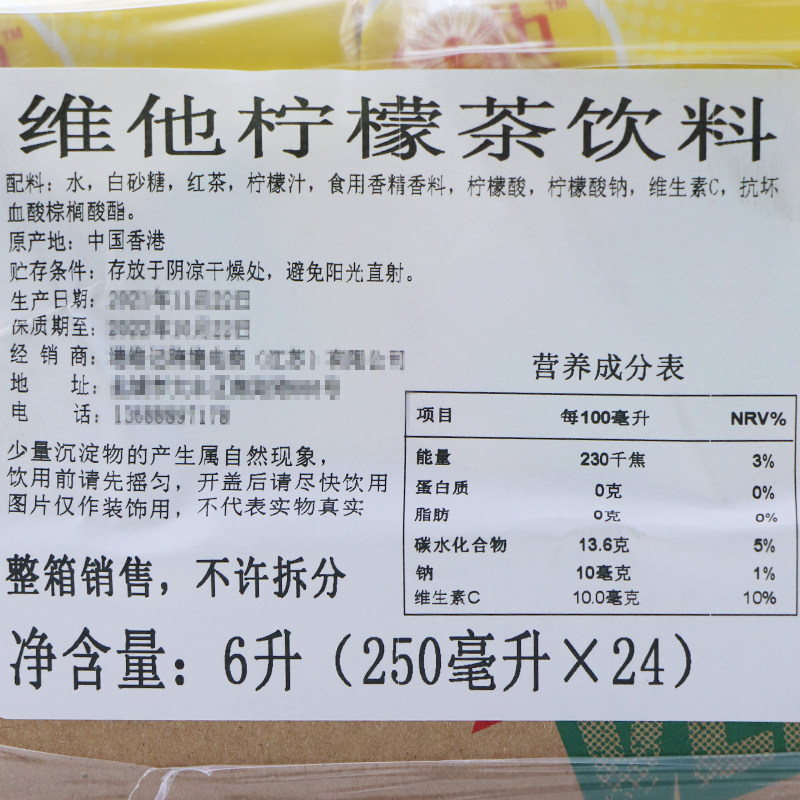 维他柠檬茶饮料
配料：水，白砂糖，红茶，柠檬汁，食用香精香料，柠檬酸，柠檬酸钠，维生素C，抗坏
血酸棕榈酸酯。
原产地：中国香港
贮存条件：存放于阴凉干燥处，避免阳光直射。
生产日期：
保质期至：
经销商：
地址：
电话：
少量沉淀物的产生属自然现象，
饮用前请先摇匀，开盖后请尽快饮用
图片仅作装饰用，不代表实物真实
整箱销售，不许拆分
净含量：6升（250毫升×24）
营养成分表
项目 每100毫升 NRV%
能量 230千焦 3%
蛋白质 0克 0%
脂肪 0克 0%
碳水化合物 13.6克 5%
钠 10毫克 1%
维生素C 10.0毫克 10%
TM
TM